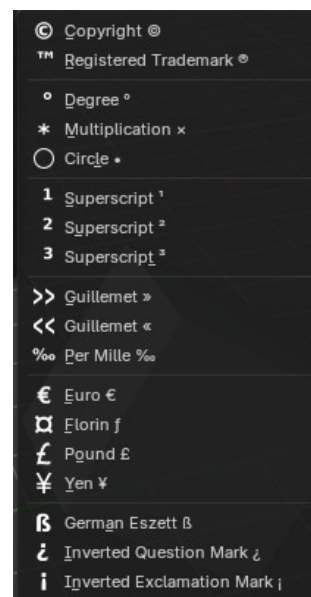 © Copyright ©
™ Registered Trademark ®
° Degree °
* Multiplication ×
◯ Circle •
1 Superscript ¹
2 Superscript ²
3 Superscript ³
>> Guillemet »
<< Guillemet «
‰ Per Mille ‰
€ Euro €
¤ Florin ƒ
£ Pound £
¥ Yen ¥
ß German Eszett ß
¿ Inverted Question Mark ¿
¡ Inverted Exclamation Mark ¡